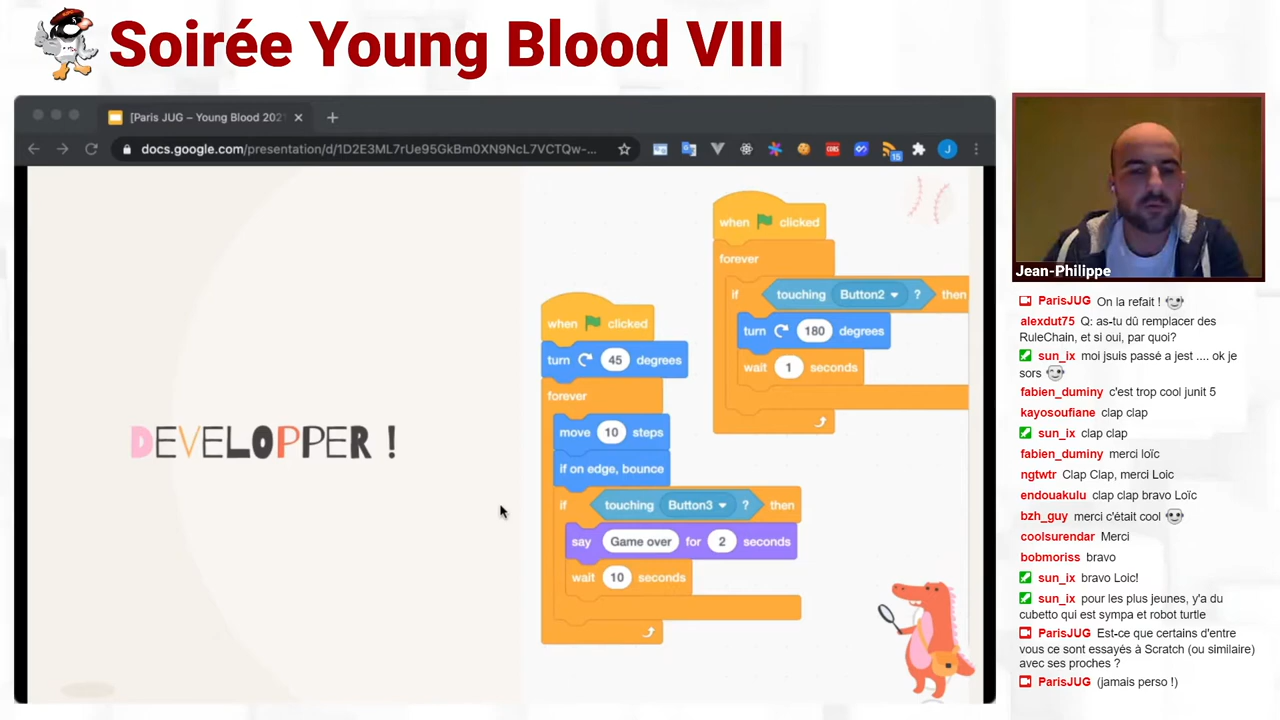 Soirée Young Blood VIII
[Paris JUG – Young Blood 202
docs.google.com/presentation/d/1D2E3ML7rUe95GkBm0XN9NcL7VCTQw-...
CORS
15
J
DEVELOPPER !
when clicked
forever
if touching Button2 ? then
turn 180 degrees
wait 1 seconds
when clicked
turn 45 degrees
forever
move 10 steps
if on edge, bounce
if touching Button3 ? then
say Game over for 2 seconds
wait 10 seconds
Jean-Philippe
ParisJUG On la refait !
alexdut75 Q: as-tu dû remplacer des
RuleChain, et si oui, par quoi?
sun_ix moi jsuis passé a jest .... ok je
sors
fabien_duminy c'est trop cool junit 5
kayosoufiane clap clap
sun_ix clap clap
fabien_duminy merci loïc
ngtwtr Clap Clap, merci Loic
endouakulu clap clap bravo Loïc
bzh_guy merci c'était cool
coolsurendar Merci
bobmoriss bravo
sun_ix bravo Loic!
sun_ix pour les plus jeunes, y'a du
cubetto qui est sympa et robot turtle
ParisJUG Est-ce que certains d'entre
vous ce sont essayés à Scratch (ou similaire)
avec ses proches ?
ParisJUG (jamais perso !)